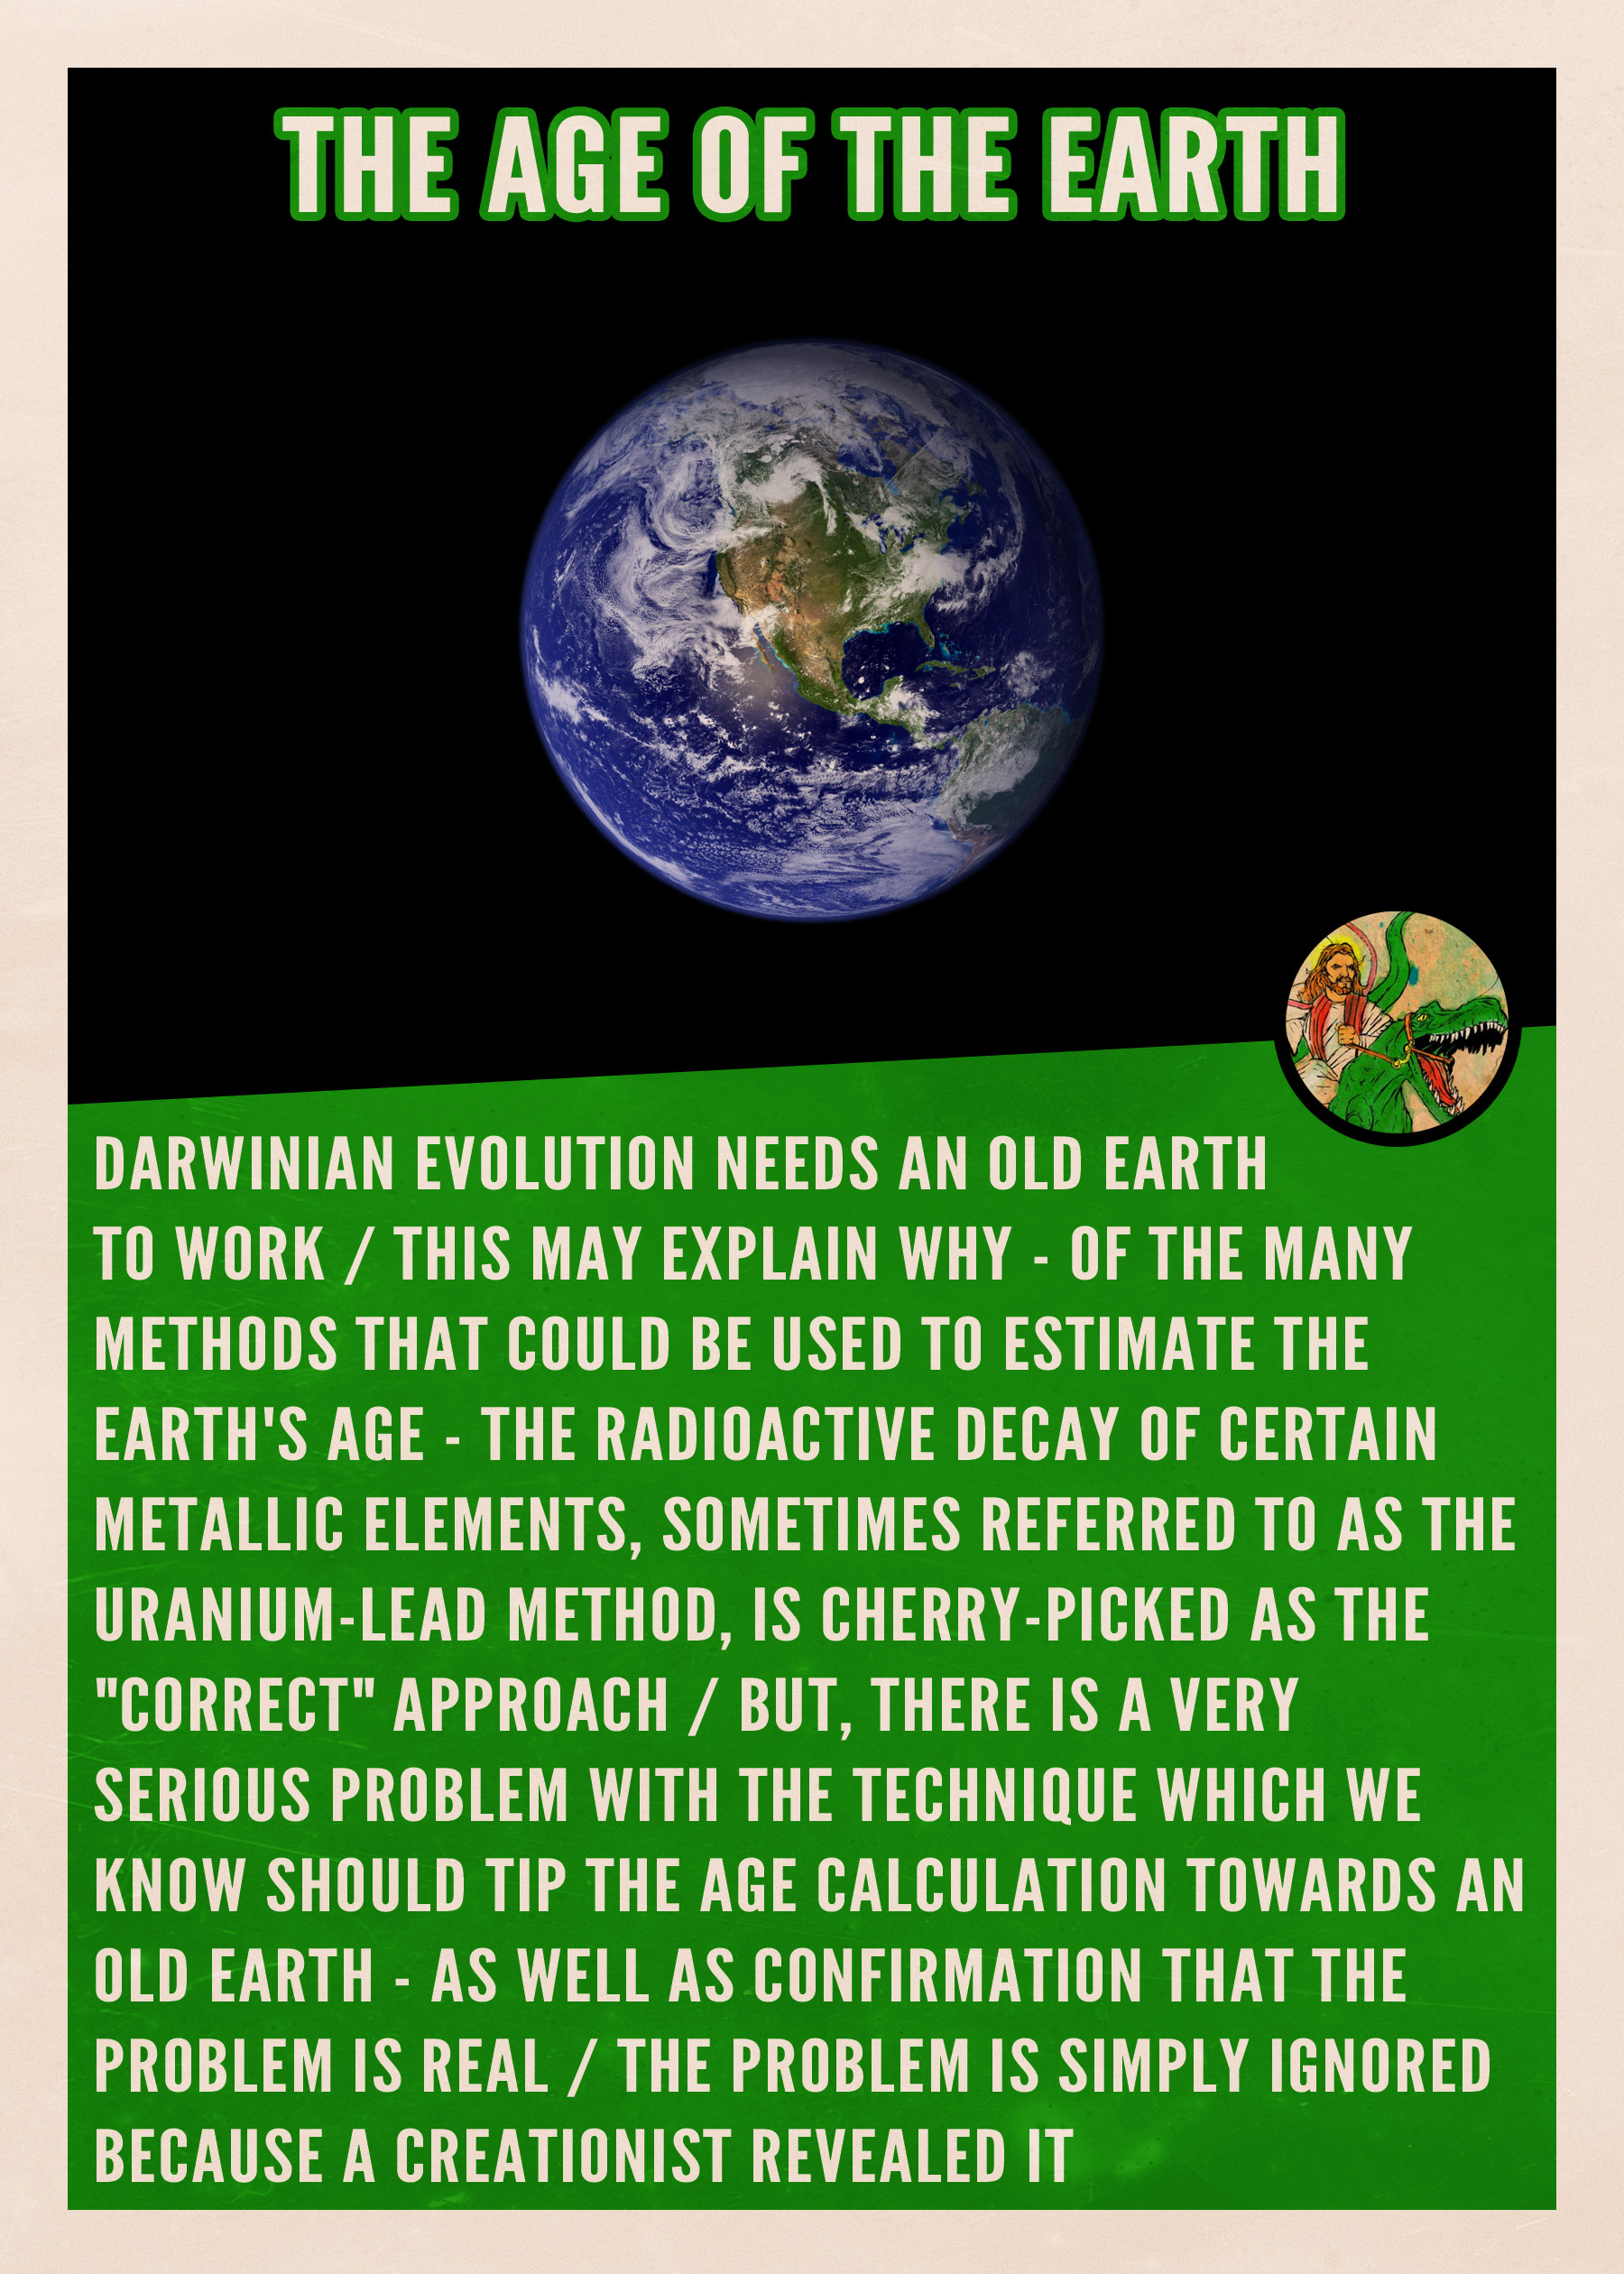 THE AGE OF THE EARTH
DARWINIAN EVOLUTION NEEDS AN OLD EARTH
TO WORK / THIS MAY EXPLAIN WHY - OF THE MANY
METHODS THAT COULD BE USED TO ESTIMATE THE
EARTH'S AGE - THE RADIOACTIVE DECAY OF CERTAIN
METALLIC ELEMENTS, SOMETIMES REFERRED TO AS THE
URANIUM-LEAD METHOD, IS CHERRY-PICKED AS THE
"CORRECT" APPROACH / BUT, THERE IS A VERY
SERIOUS PROBLEM WITH THE TECHNIQUE WHICH WE
KNOW SHOULD TIP THE AGE CALCULATION TOWARDS AN
OLD EARTH - AS WELL AS CONFIRMATION THAT THE
PROBLEM IS REAL / THE PROBLEM IS SIMPLY IGNORED
BECAUSE A CREATIONIST REVEALED IT